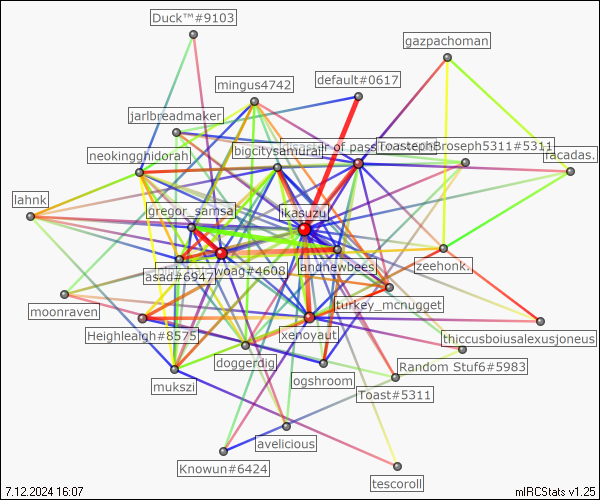 Duck™#9103
gazpachoman
default#0617
mingus4742
jarlbreadmaker
disaster of passion
ToastephBroseph5311#5311
bigcitysamurai
neokingghidorah
racadas.
lahnk
gregor_samsa
ikasuzu
zeehonk.
andnewbees
woag#4608
asad#6947
turkey_mcnugget
moonraven
Heighleaigh#8575
xenoyaut
thiccusboiusalexusjoneus
doggerdig
Random Stuf6#5983
mukszi
ogshroom
Toast#5311
avelicious
Knowun#6424
tescoroll
7.12.2024 16:07
mIRCStats v1.25